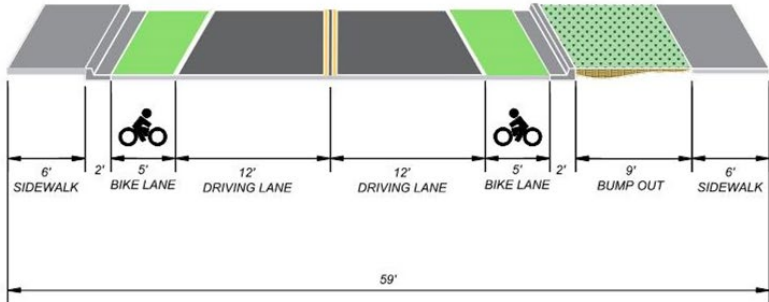 6' 2' 5' 12' 12' 5' 2' 9' 6'
SIDEWALK BIKE LANE DRIVING LANE DRIVING LANE BIKE LANE BUMP OUT SIDEWALK
59'